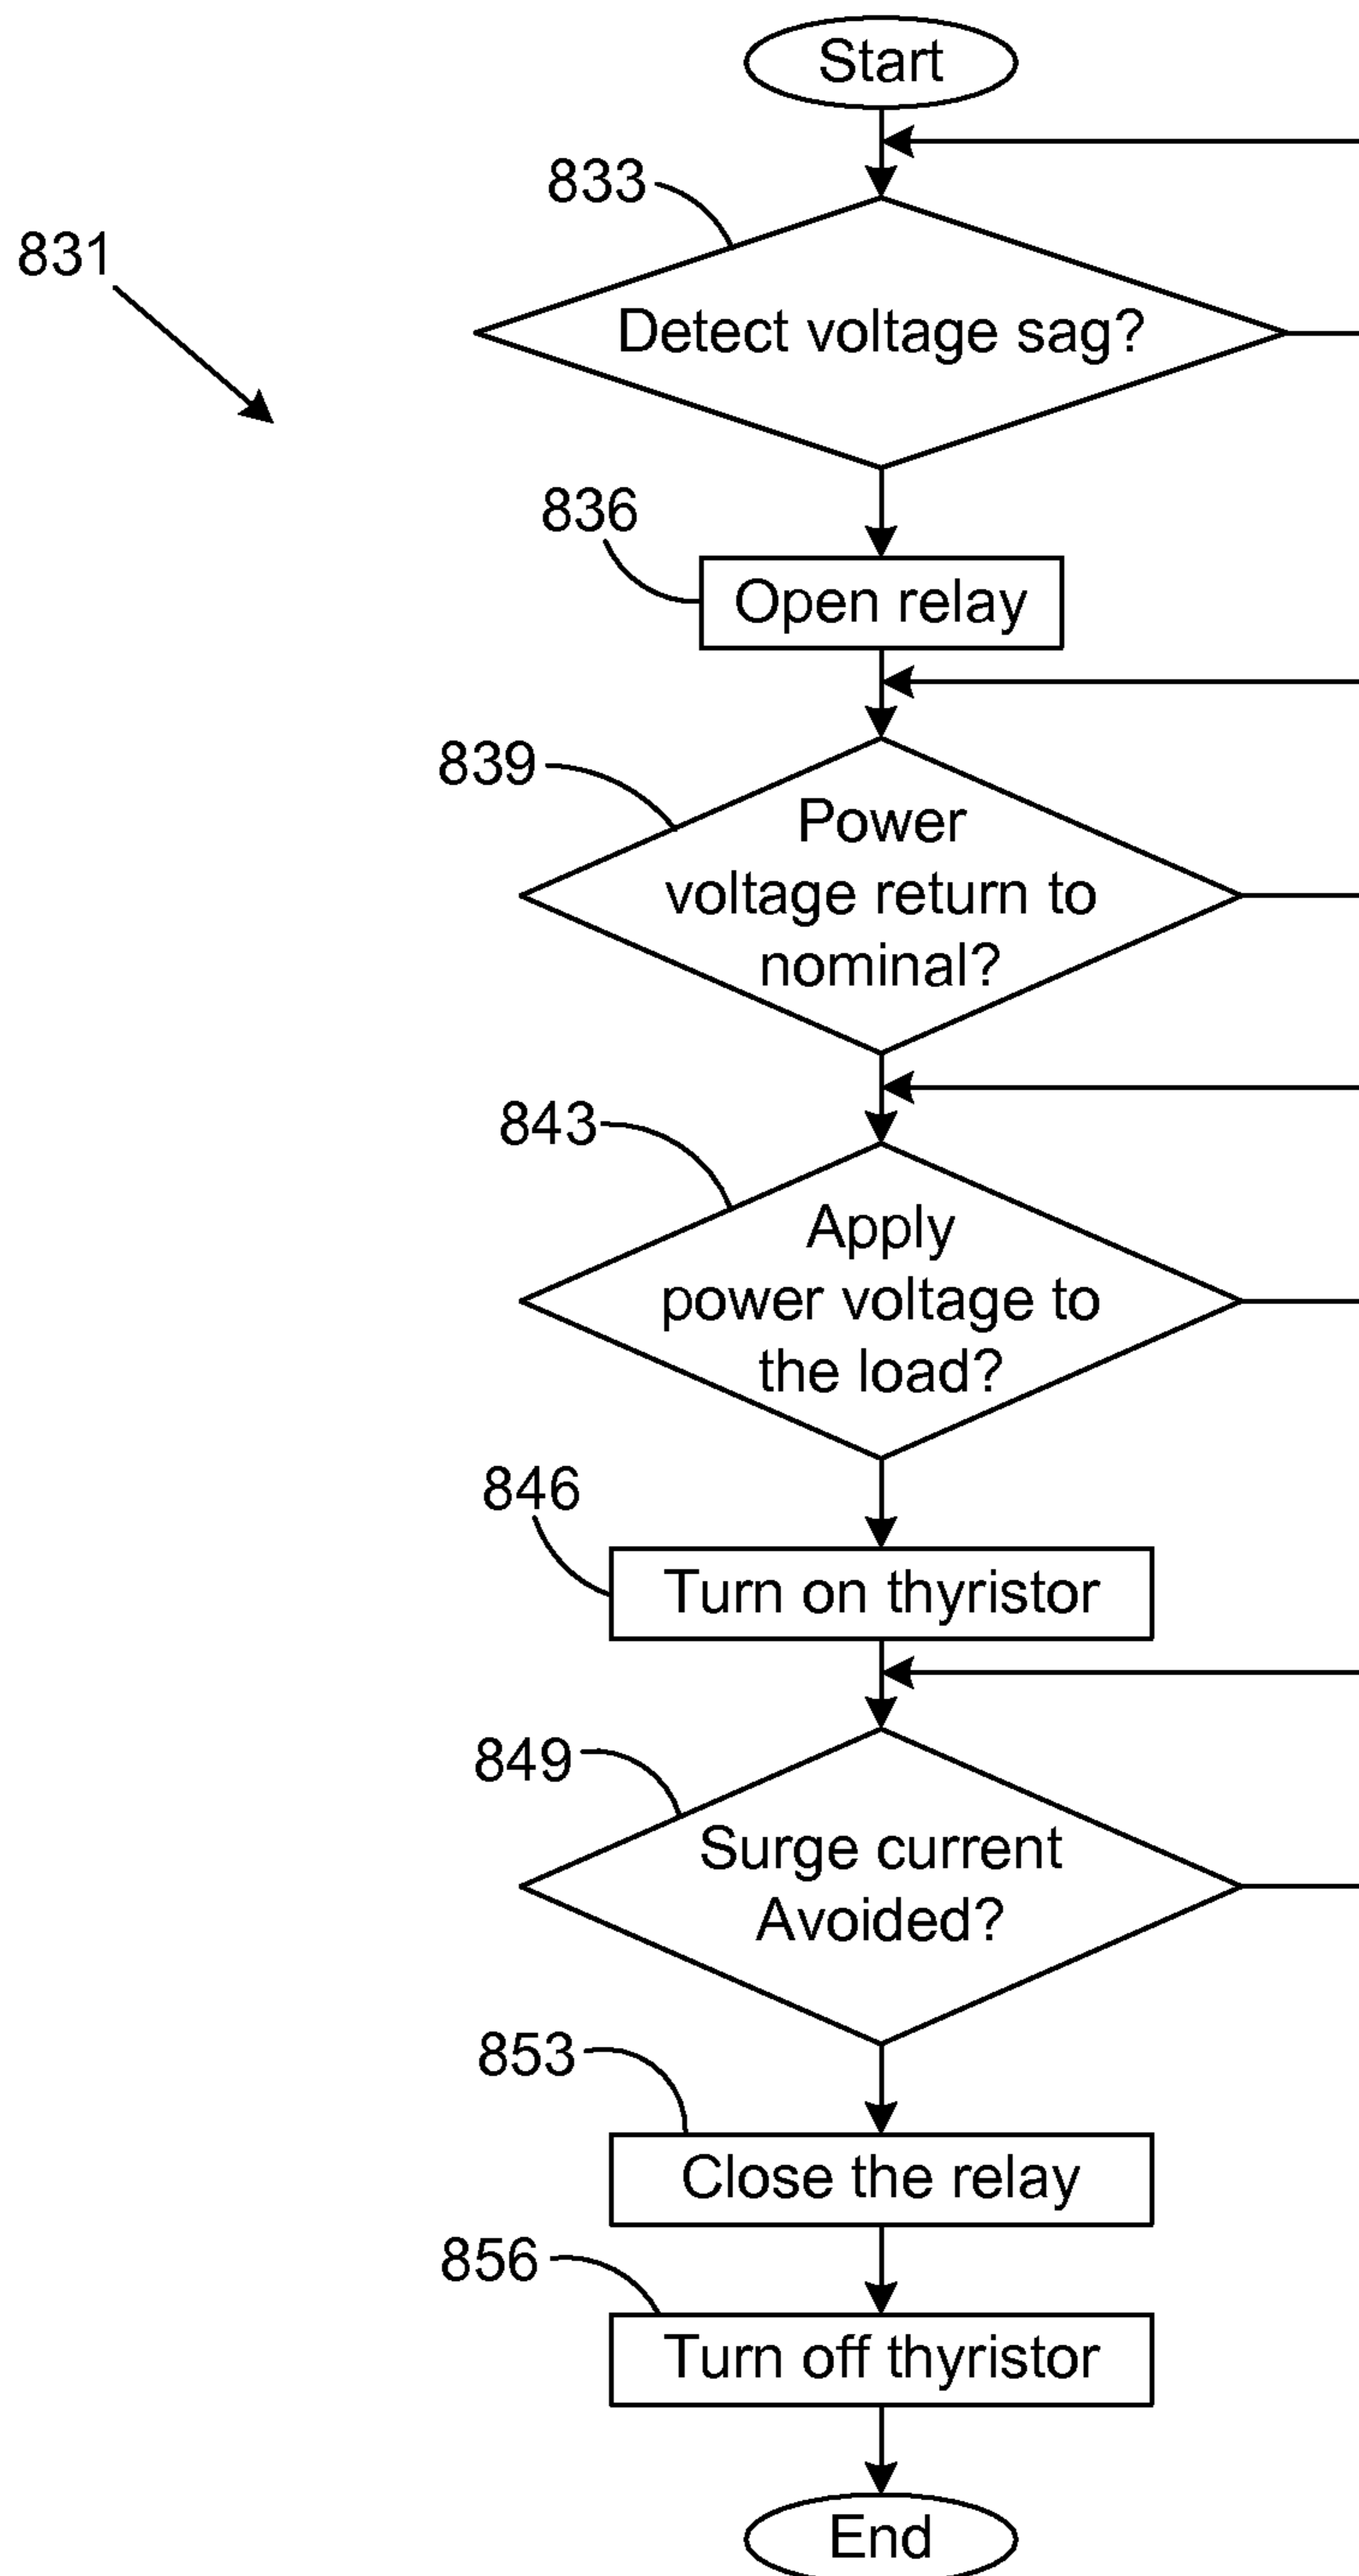 Start
833
831
Detect voltage sag?
836
Open relay
839
Power
voltage return to
nominal?
843
Apply
power voltage to
the load?
846
Turn on thyristor
849
Surge current
Avoided?
853
Close the relay
856
Turn off thyristor
End